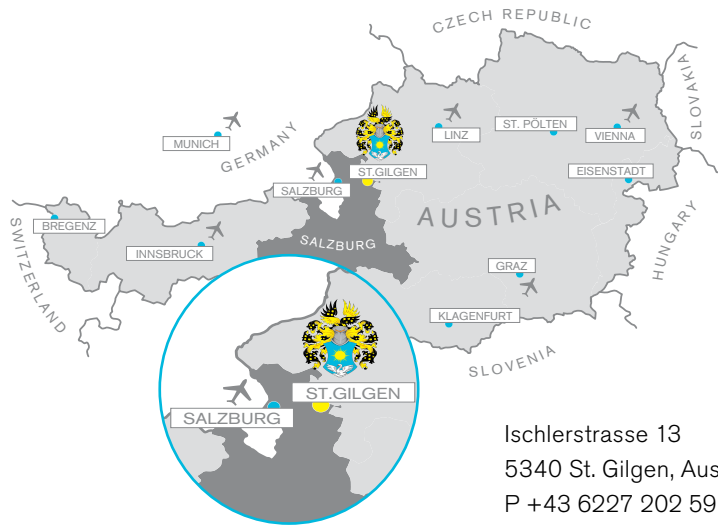 CZECH REPUBLIC
SLOVAKIA
GERMANY
MUNICH
LINZ
ST. PÖLTEN
VIENNA
ST.GILGEN
SALZBURG
EISENSTADT
AUSTRIA
BREGENZ
SWITZERLAND
INNSBRUCK
SALZBURG
HUNGARY
GRAZ
KLAGENFURT
SLOVENIA
ST.GILGEN
SALZBURG
Ischlerstrasse 13
5340 St. Gilgen, Aus
P +43 6227 202 59